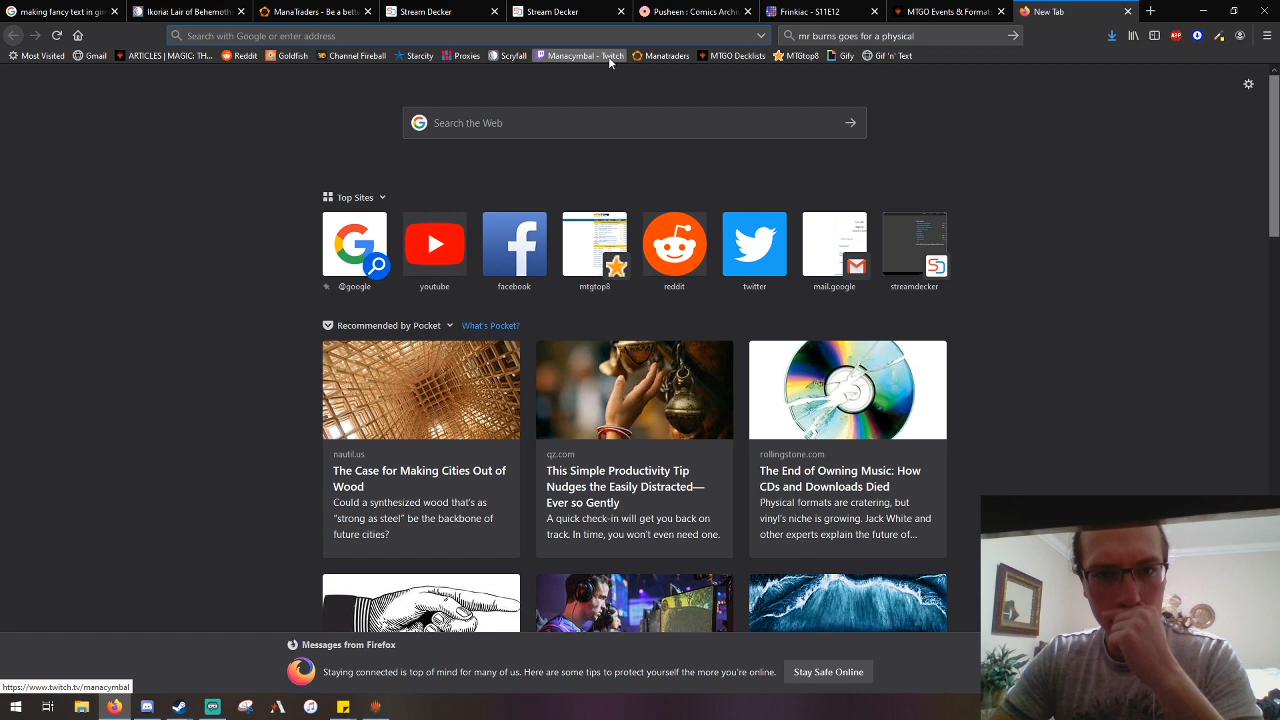 making fancy text in gim
Ikoria: Lair of Behemoth
ManaTraders - Be a bette
Stream Decker
Stream Decker
Pusheen : Comics Archi
Frinkiac - S11E12
MTGO Events & Formats
New Tab
Search with Google or enter address
mr burns goes for a physical
Most Visited
Gmail
ARTICLES | MAGIC: TH...
Reddit
Goldfish
Channel Fireball
Starcity
Proxies
Scryfall
Manacymbal - Twitch
Manatraders
MTGO Decklists
MTGtop8
Gify
Gif 'n' Text
Search the Web
Top Sites
@google
youtube
facebook
mtgtop8
reddit
twitter
mail.google
streamdecker
Recommended by Pocket
What's Pocket?
nautil.us
The Case for Making Cities Out of
Wood
Could a synthesized wood that's as
“strong as steel” be the backbone of
future cities?
qz.com
This Simple Productivity Tip
Nudges the Easily Distracted—
Ever so Gently
A quick check-in will get you back on
track. In time, you won't even need one.
rollingstone.com
The End of Owning Music: How
CDs and Downloads Died
Physical formats are cratering, but
vinyl's niche is growing. Jack White and
other experts explain the future of...
Messages from Firefox
Staying connected is top of mind for many of us. Here are some tips to protect yourself the more you're online.
Stay Safe Online
https://www.twitch.tv/manacymbal